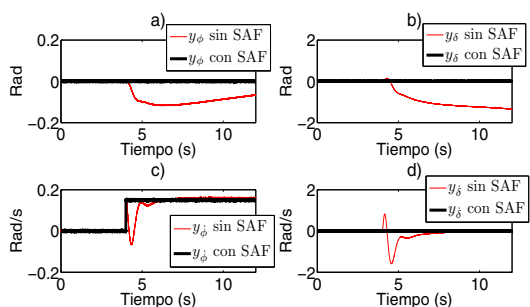 a)
0.2
0
−0.2
Rad
0 5 10
Tiempo (s)
y_ϕ sin SAF
y_ϕ con SAF
b)
2
0
−2
Rad
0 5 10
Tiempo (s)
y_δ sin SAF
y_δ con SAF
c)
0.2
0
−0.2
Rad/s
0 5 10
Tiempo (s)
y_ϕ̇ sin SAF
y_ϕ̇ con SAF
d)
2
0
−2
Rad/s
0 5 10
Tiempo (s)
y_δ̇ sin SAF
y_δ̇ con SAF